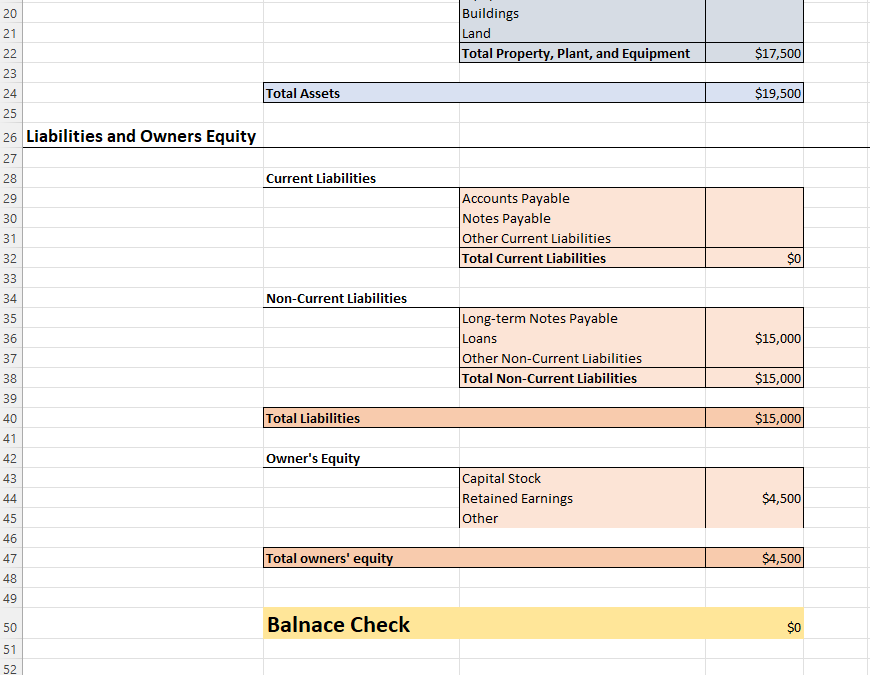 20 Buildings
21 Land
22 Total Property, Plant, and Equipment $17,500
23
24 Total Assets $19,500
25
26 Liabilities and Owners Equity
27
28 Current Liabilities
29 Accounts Payable
30 Notes Payable
31 Other Current Liabilities
32 Total Current Liabilities $0
33
34 Non-Current Liabilities
35 Long-term Notes Payable
36 Loans $15,000
37 Other Non-Current Liabilities
38 Total Non-Current Liabilities $15,000
39
40 Total Liabilities $15,000
41
42 Owner's Equity
43 Capital Stock
44 Retained Earnings $4,500
45 Other
46
47 Total owners' equity $4,500
48
49
50 Balnace Check $0
51
52